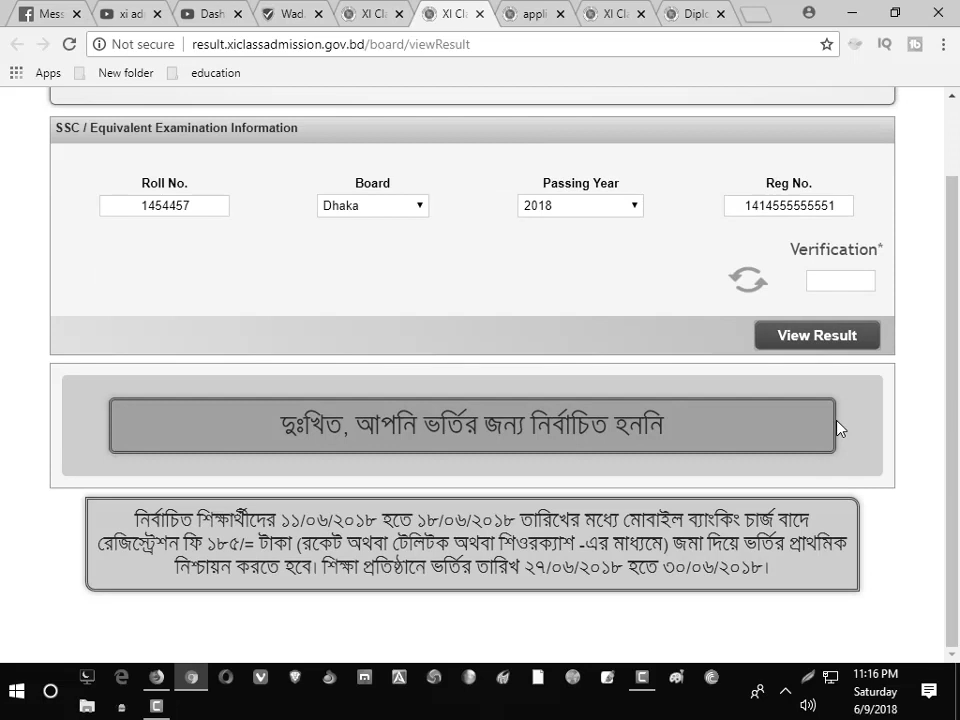 Mess
xi adr
Dash
Wad
XI Cl
XI Cla
appli
XI Cl
Diplo
Not secure
result.xiclassadmission.gov.bd/board/viewResult
IQ
Apps
New folder
education
SSC / Equivalent Examination Information
Roll No. Board Passing Year Reg No.
1454457 Dhaka 2018 1414555555551
Verification*
View Result
দুঃখিত, আপনি ভর্তির জন্য নির্বাচিত হননি
নির্বাচিত শিক্ষার্থীদের ১১/০৬/২০১৮ হতে ১৮/০৬/২০১৮ তারিখের মধ্যে মোবাইল ব্যাংকিং চার্জ বাদে
রেজিস্ট্রেশন ফি ১৮৫/= টাকা (রকেট অথবা টেলিটক অথবা শিওরক্যাশ -এর মাধ্যমে) জমা দিয়ে ভর্তির প্রাথমিক
নিশ্চায়ন করতে হবে। শিক্ষা প্রতিষ্ঠানে ভর্তির তারিখ ২৭/০৬/২০১৮ হতে ৩০/০৬/২০১৮।
11:16 PM
Saturday
6/9/2018